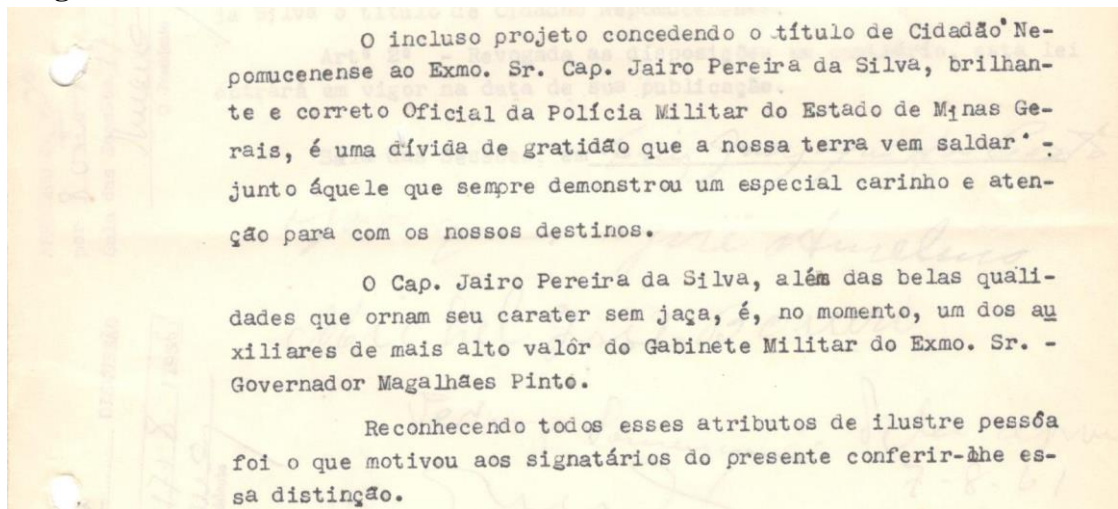 O incluso projeto concedendo o título de Cidadão Ne-
pomucenense ao Exmo. Sr. Cap. Jairo Pereira da Silva, brilhan-
te e correto Oficial da Polícia Militar do Estado de Minas Ge-
rais, é uma dívida de gratidão que a nossa terra vem saldar -
junto áquele que sempre demonstrou um especial carinho e aten-
ção para com os nossos destinos.
O Cap. Jairo Pereira da Silva, além das belas quali-
dades que ornam seu carater sem jaça, é, no momento, um dos au
xiliares de mais alto valôr do Gabinete Militar do Exmo. Sr. -
Governador Magalhães Pinto.
Reconhecendo todos esses atributos de ilustre pessôa
foi o que motivou aos signatários do presente conferir-lhe es-
sa distinção.